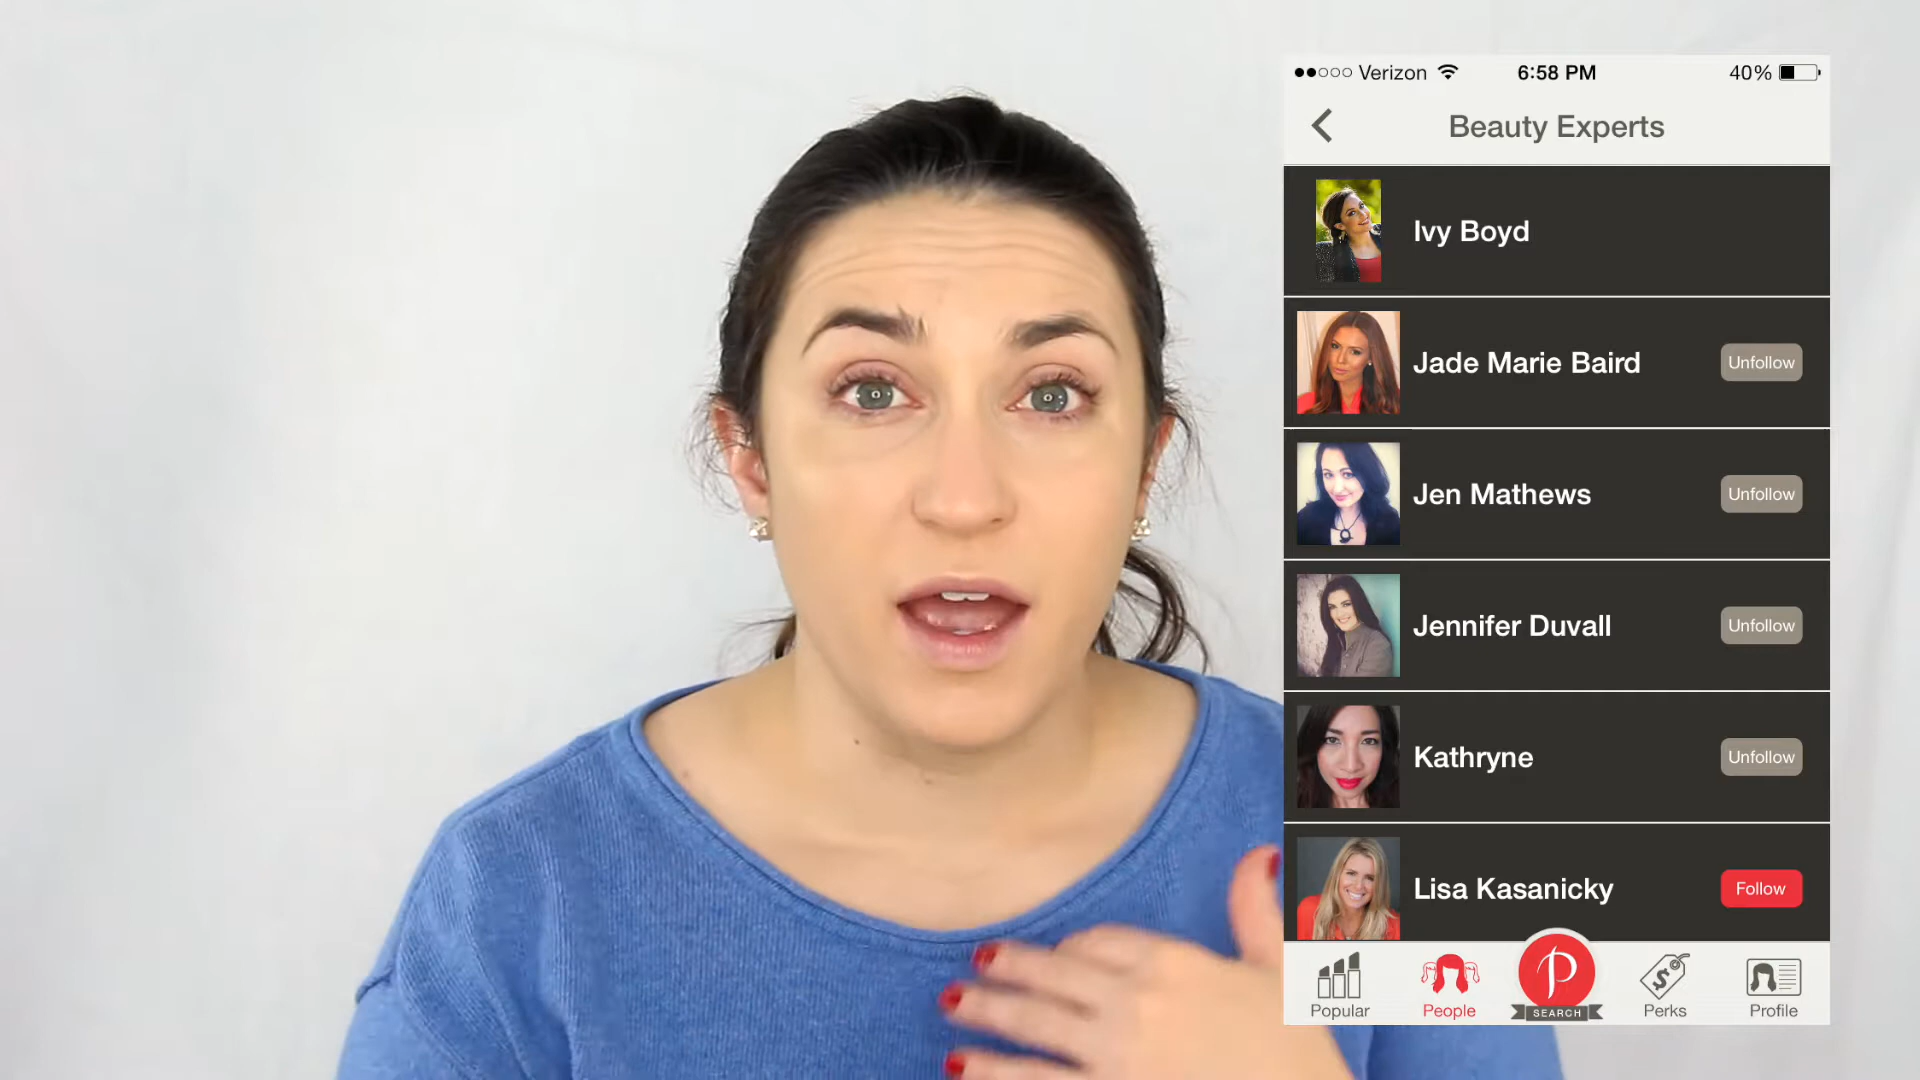 Verizon 6:58 PM 40%
Beauty Experts
Ivy Boyd
Jade Marie Baird Unfollow
Jen Mathews Unfollow
Jennifer Duvall Unfollow
Kathryne Unfollow
Lisa Kasanicky Follow
P
Popular People SEARCH Perks Profile